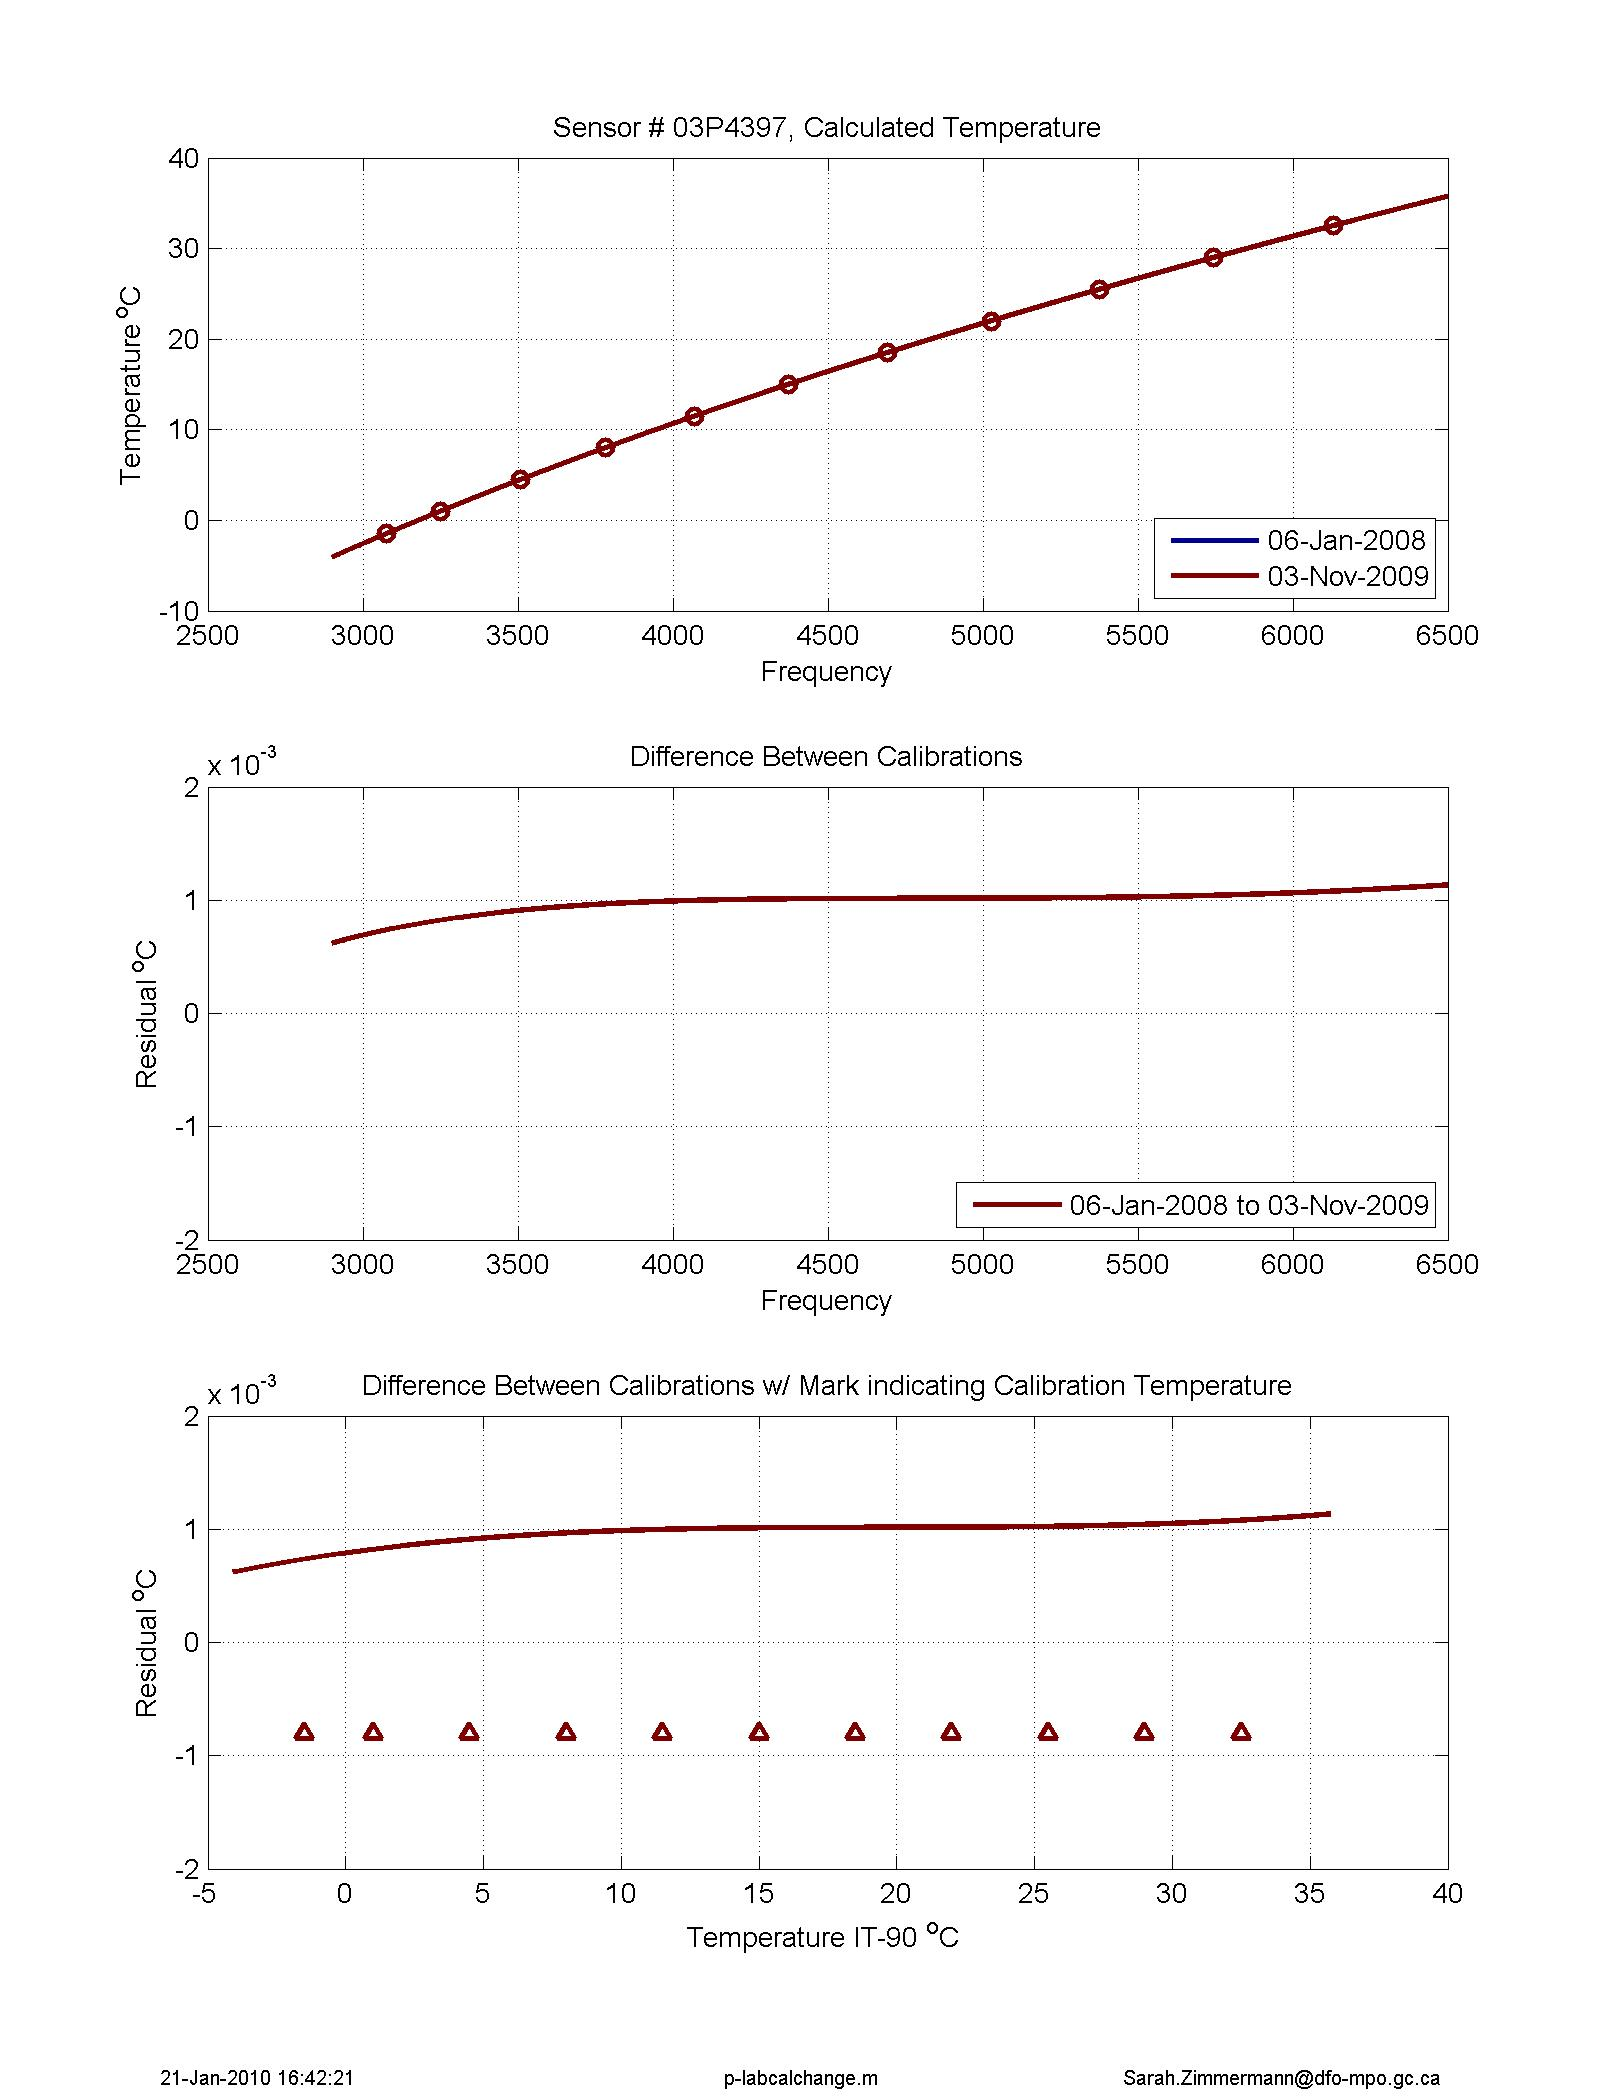 Sensor # 03P4397, Calculated Temperature
40
30
20
10
0
-10
Temperature °C
06-Jan-2008
03-Nov-2009
2500 3000 3500 4000 4500 5000 5500 6000 6500
Frequency
Difference Between Calibrations
x 10-3
2
1
0
-1
-2
Residual °C
06-Jan-2008 to 03-Nov-2009
2500 3000 3500 4000 4500 5000 5500 6000 6500
Frequency
Difference Between Calibrations w/ Mark indicating Calibration Temperature
x 10-3
2
1
0
-1
-2
Residual °C
-5 0 5 10 15 20 25 30 35 40
Temperature IT-90 °C
21-Jan-2010 16:42:21 p-labcalchange.m Sarah.Zimmermann@dfo-mpo.gc.ca